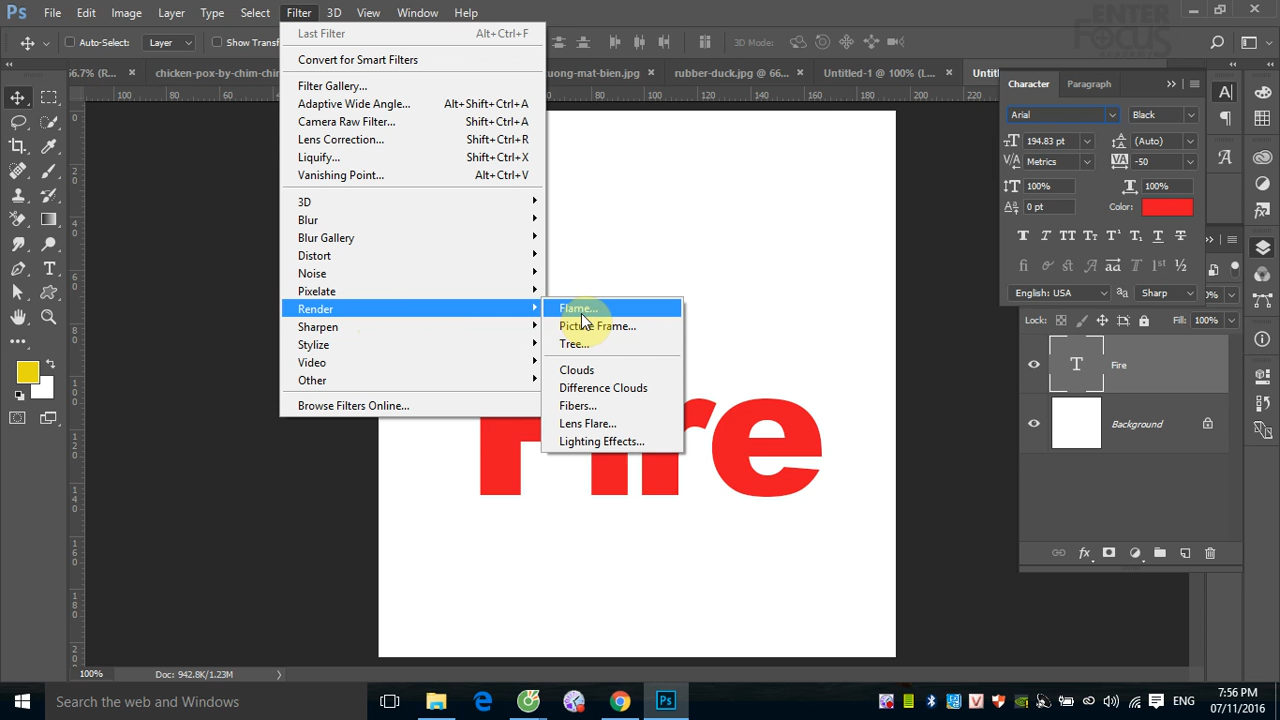 Ps File Edit Image Layer Type Select Filter 3D View Window Help
ENTER
FOCUS
Auto-Select: Layer Show Transf 3D Mode:
56.7% (R... chicken-pox-by-chim-chin uong-mat-bien.jpg rubber-duck.jpg @ 66... Untitled-1 @ 100% (L... Untitl
100 80 60 40 80 100 120 140 160 180 220
Last Filter Alt+Ctrl+F
Convert for Smart Filters
Filter Gallery...
Adaptive Wide Angle... Alt+Shift+Ctrl+A
Camera Raw Filter... Shift+Ctrl+A
Lens Correction... Shift+Ctrl+R
Liquify... Shift+Ctrl+X
Vanishing Point... Alt+Ctrl+V
3D
Blur
Blur Gallery
Distort
Noise
Pixelate
Render
Sharpen
Stylize
Video
Other
Browse Filters Online...
Flame...
Picture Frame...
Tree...
Clouds
Difference Clouds
Fibers...
Lens Flare...
Lighting Effects...
Fire
Character Paragraph
Arial Black
194.83 pt (Auto)
Metrics -50
100% 100%
0 pt Color:
English: USA Sharp
Lock: Fill: 100%
T Fire
Background
100% Doc: 942.8K/1.23M
Search the web and Windows
ENG
7:56 PM
07/11/2016